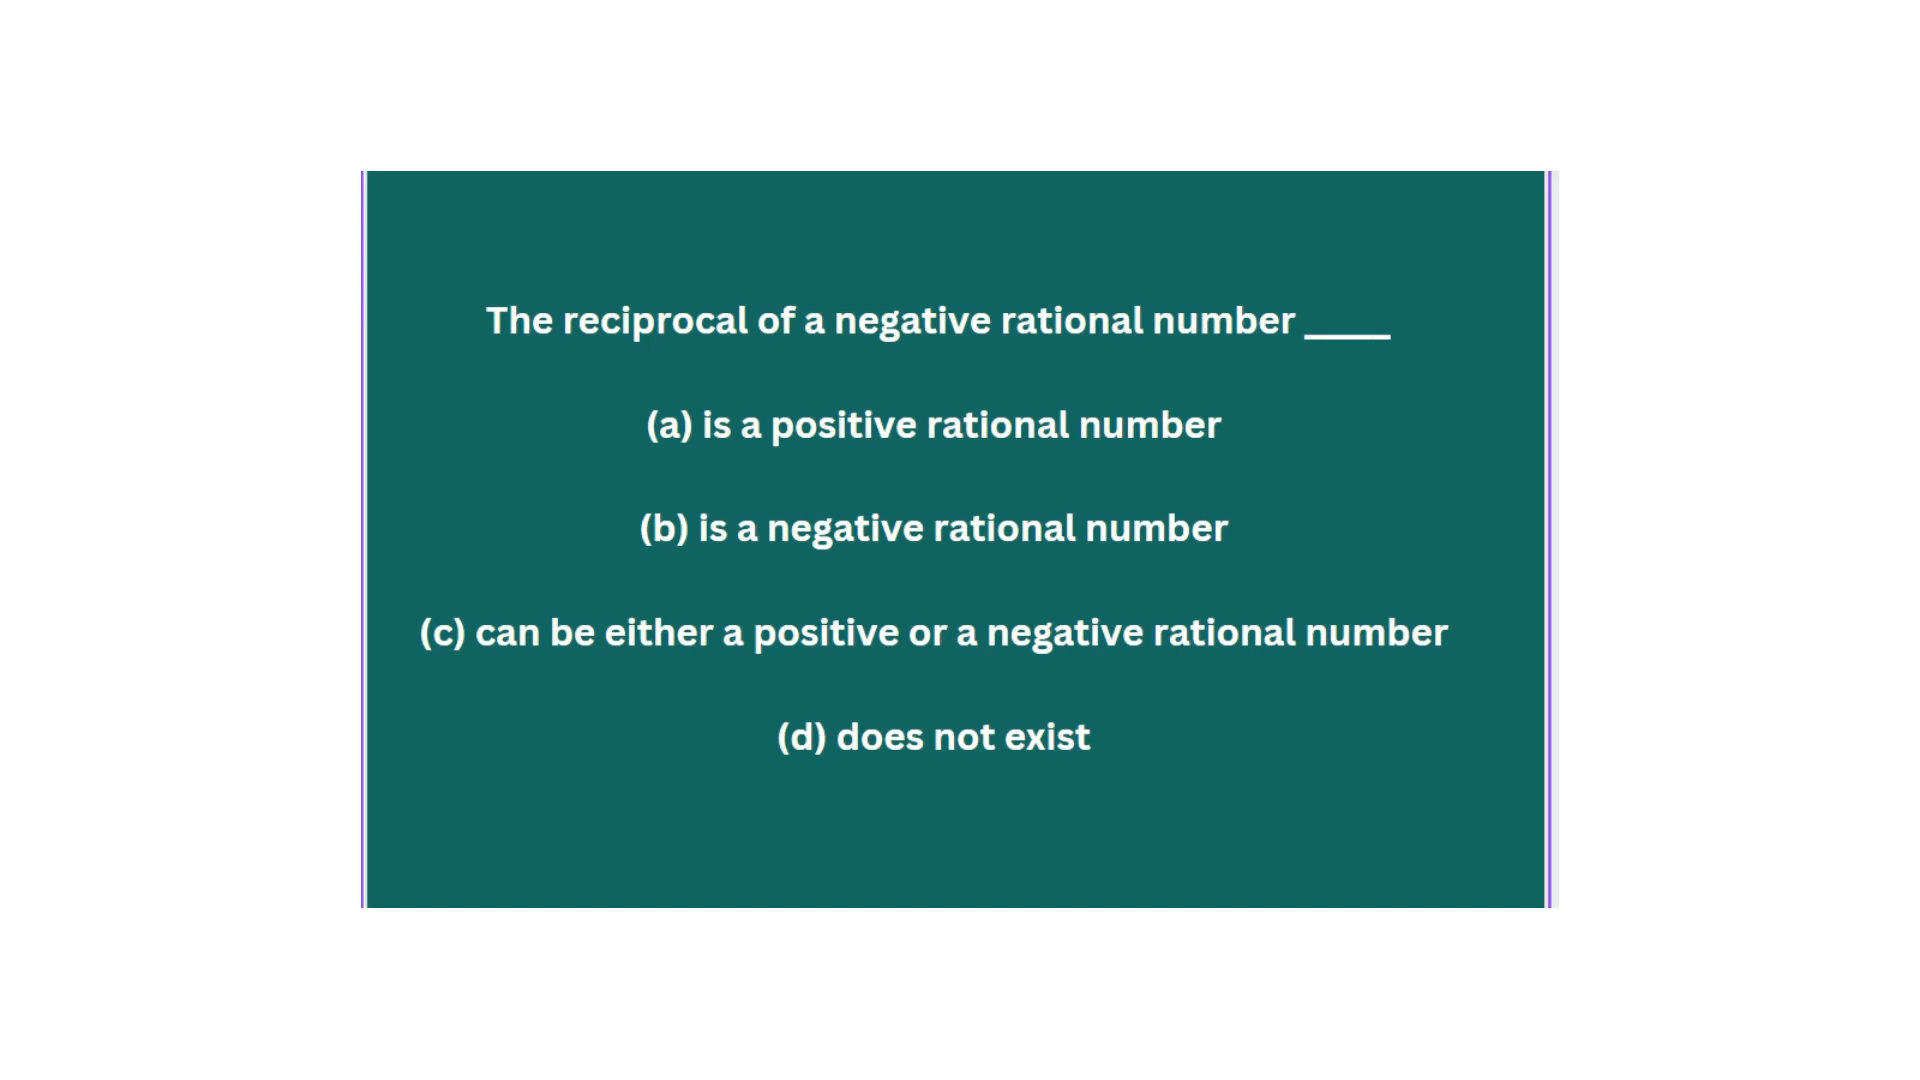 The reciprocal of a negative rational number _____
(a) is a positive rational number
(b) is a negative rational number
(c) can be either a positive or a negative rational number
(d) does not exist